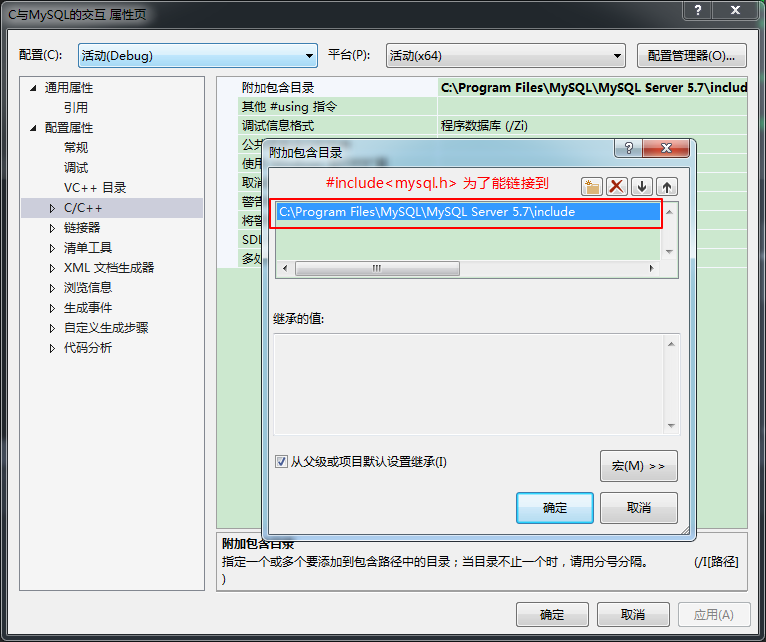 C与MySQL的交互 属性页
配置(C): 活动(Debug) 平台(P): 活动(x64) 配置管理器(O)...
通用属性
引用
配置属性
常规
调试
VC++ 目录
C/C++
链接器
清单工具
XML 文档生成器
浏览信息
生成事件
自定义生成步骤
代码分析
附加包含目录 C:\Program Files\MySQL\MySQL Server 5.7\includ
其他 #using 指令
调试信息格式 程序数据库 (/Zi)
公共
使用
取消
警告
将警
SDL
多处
附加包含目录
#include<mysql.h> 为了能链接到
C:\Program Files\MySQL\MySQL Server 5.7\include
继承的值:
从父级或项目默认设置继承(I)
宏(M) >>
确定 取消
附加包含目录
指定一个或多个要添加到包含路径中的目录；当目录不止一个时，请用分号分隔。 (/I[路径]
)
确定 取消 应用(A)